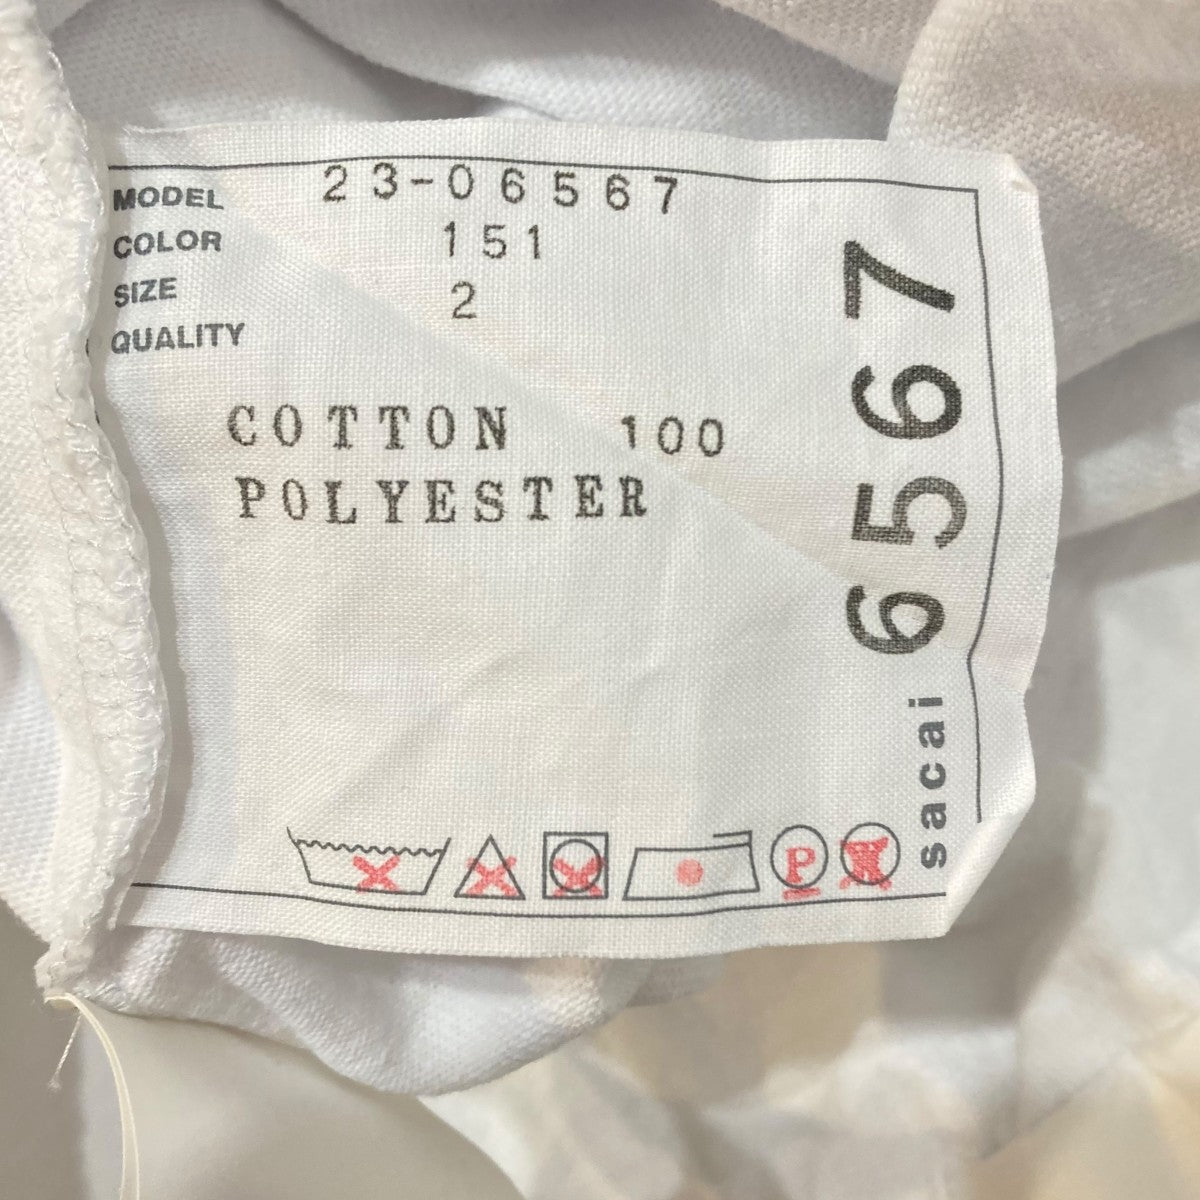 MODEL 23-06567
COLOR 151
SIZE 2
QUALITY
COTTON 100
POLYESTER
P
sacai 6567